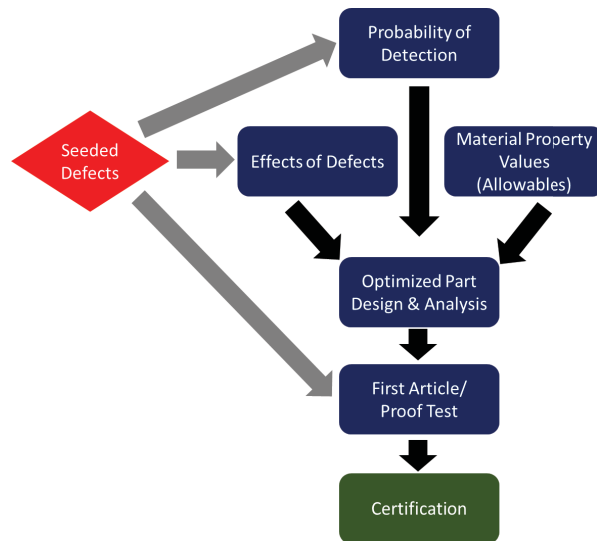 Probability of
Detection
Seeded
Defects
Effects of Defects
Material Property
Values
(Allowables)
Optimized Part
Design & Analysis
First Article/
Proof Test
Certification